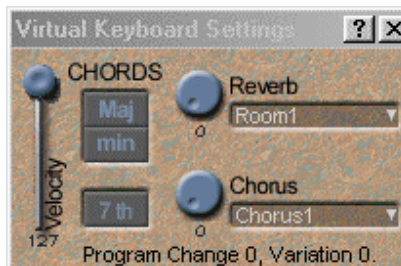 Virtual Keyboard Settings ? X
CHORDS
Maj
min
7 th
Velocity
127
Reverb
0
Room1
Chorus
0
Chorus1
Program Change 0, Variation 0.